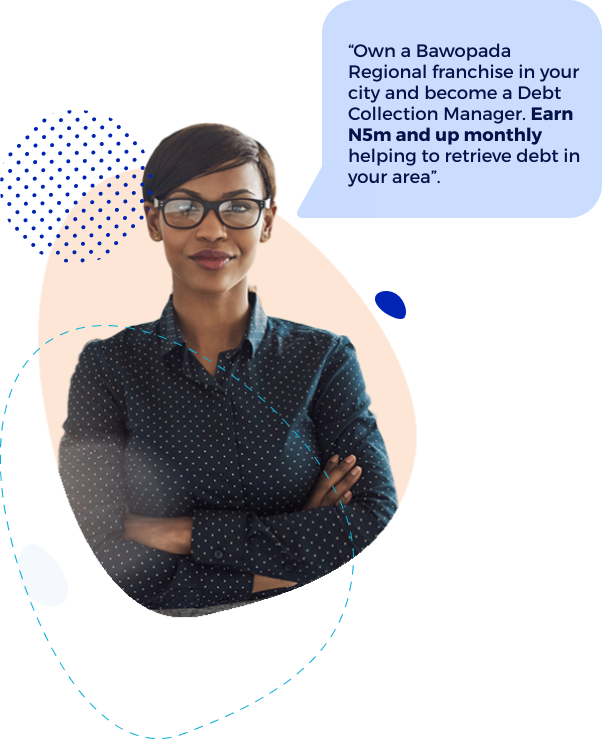 “Own a Bawopada
Regional franchise in your
city and become a Debt
Collection Manager. Earn
N5m and up monthly
helping to retrieve debt in
your area”.